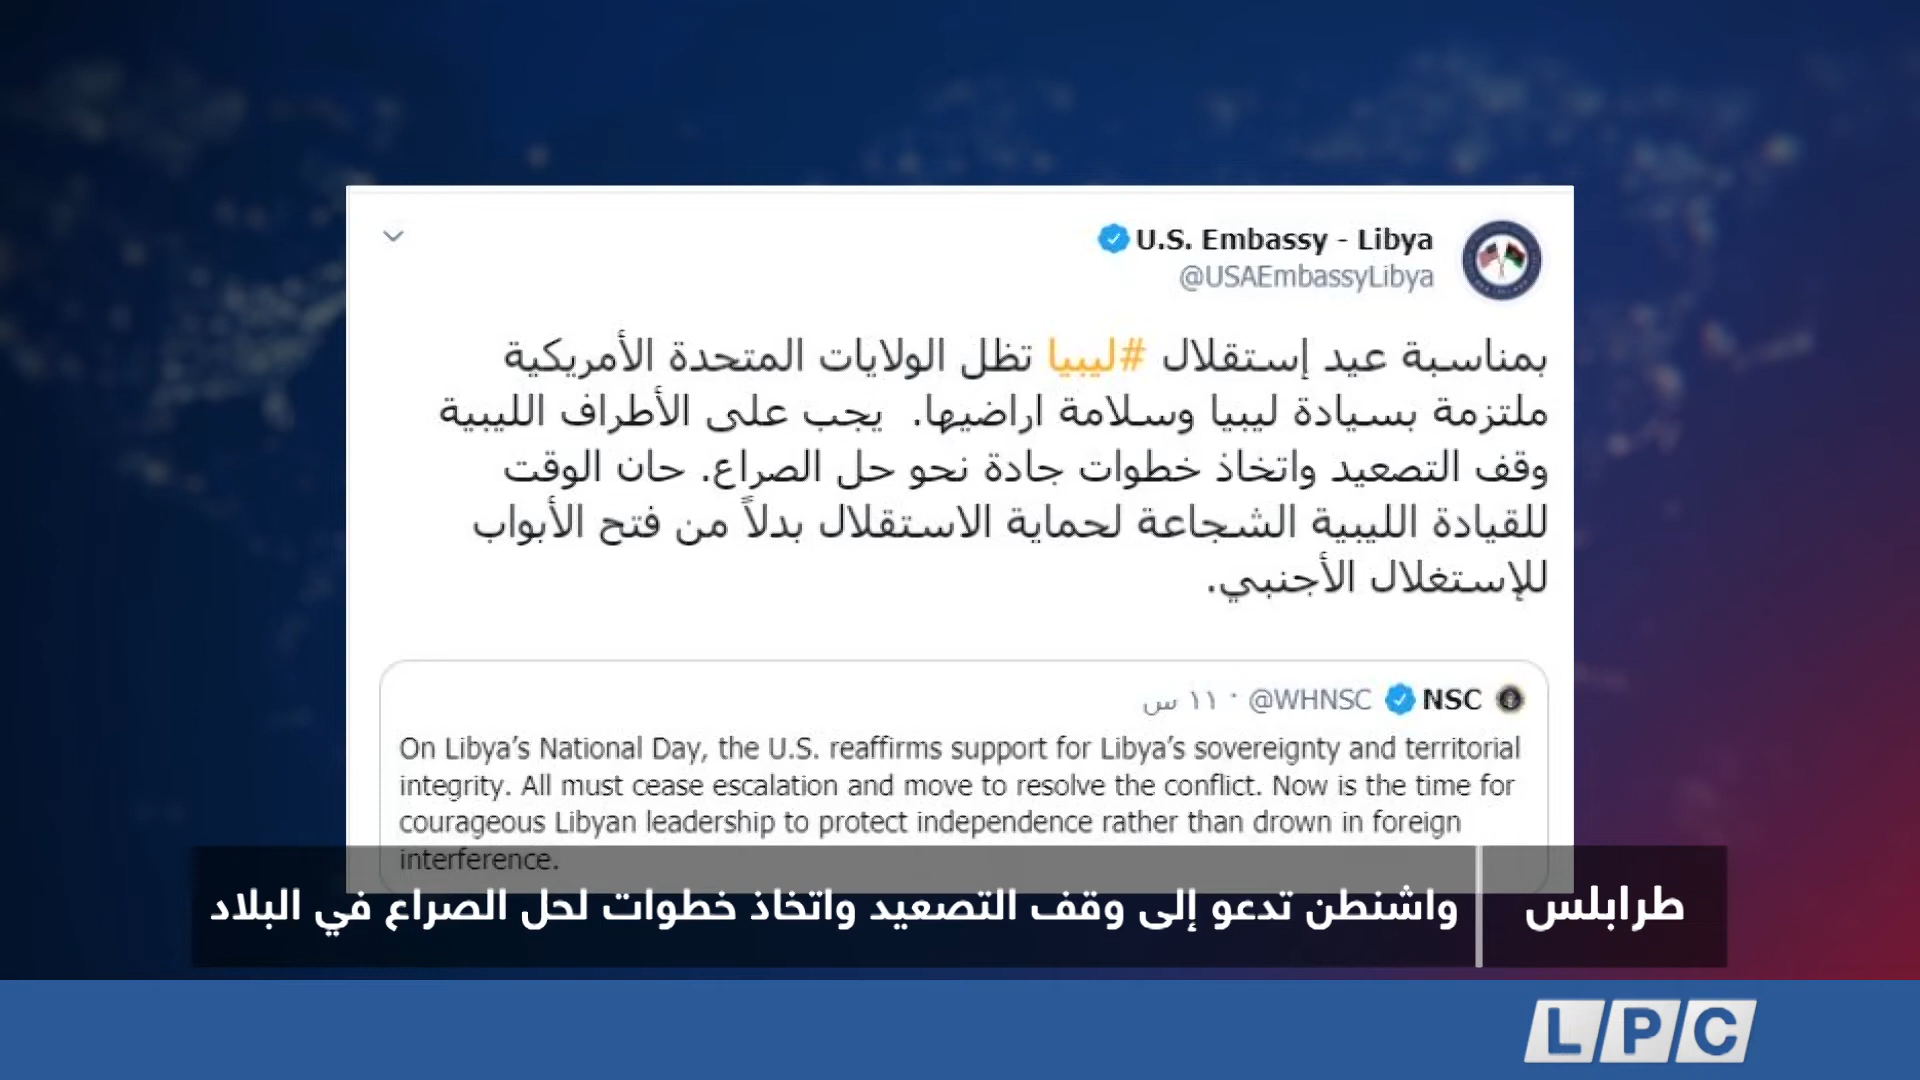 U.S. Embassy - Libya
@USAEmbassyLibya
بمناسبة عيد إستقلال #ليبيا تظل الولايات المتحدة الأمريكية
ملتزمة بسيادة ليبيا وسلامة اراضيها. يجب على الأطراف الليبية
وقف التصعيد واتخاذ خطوات جادة نحو حل الصراع. حان الوقت
للقيادة الليبية الشجاعة لحماية الاستقلال بدلاً من فتح الأبواب
للإستغلال الأجنبي.
NSC @WHNSC · ١١ س
On Libya’s National Day, the U.S. reaffirms support for Libya’s sovereignty and territorial
integrity. All must cease escalation and move to resolve the conflict. Now is the time for
courageous Libyan leadership to protect independence rather than drown in foreign
interference.
طرابلس
واشنطن تدعو إلى وقف التصعيد واتخاذ خطوات لحل الصراع في البلاد
LPC